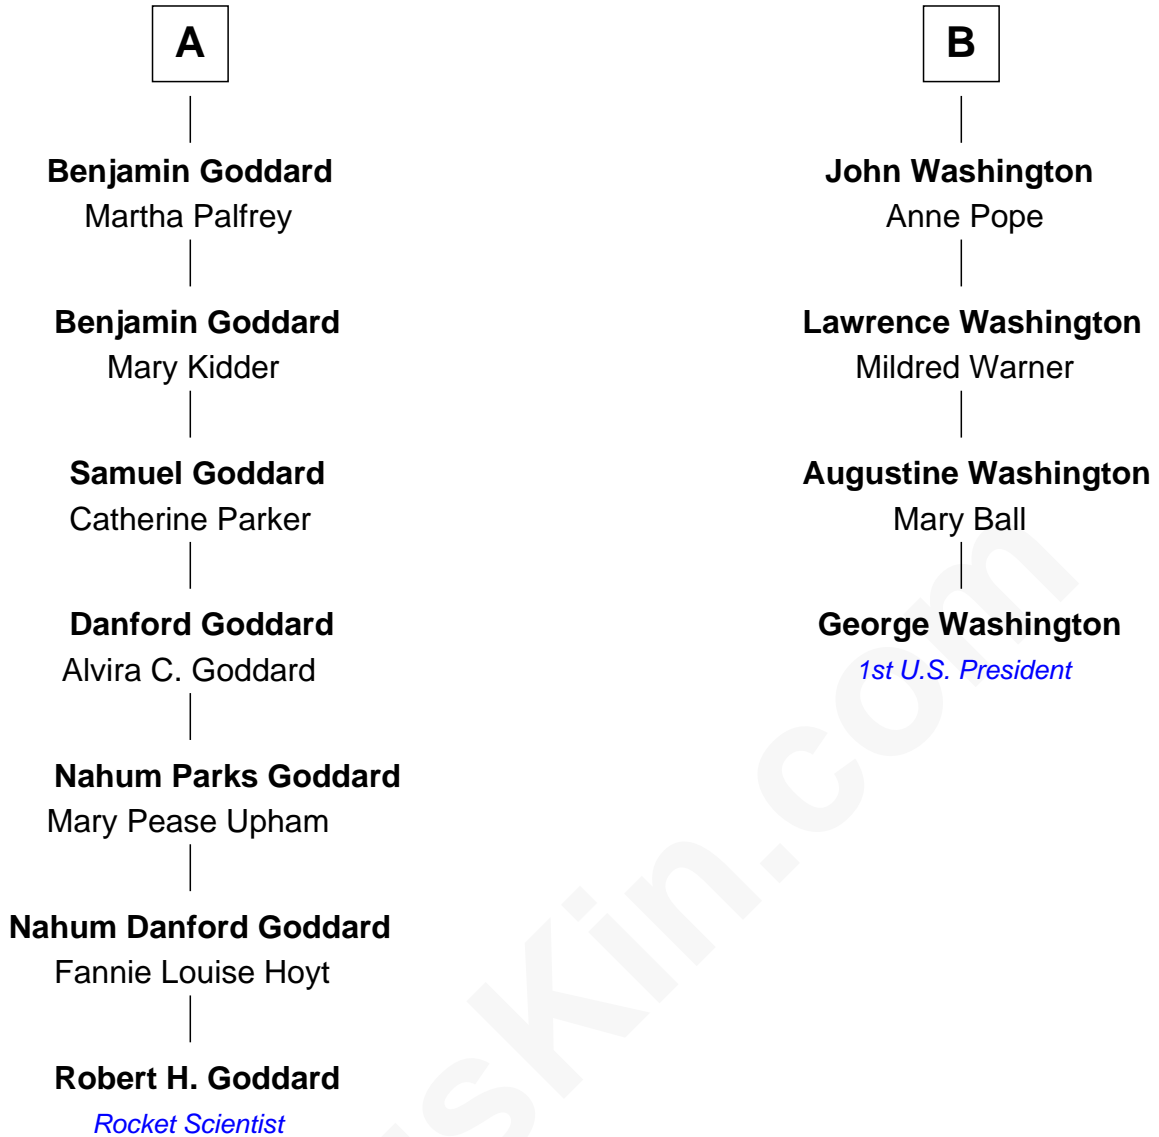 A
Benjamin Goddard
Martha Palfrey
Benjamin Goddard
Mary Kidder
Samuel Goddard
Catherine Parker
Danford Goddard
Alvira C. Goddard
Nahum Parks Goddard
Mary Pease Upham
Nahum Danford Goddard
Fannie Louise Hoyt
Robert H. Goddard
Rocket Scientist
B
John Washington
Anne Pope
Lawrence Washington
Mildred Warner
Augustine Washington
Mary Ball
George Washington
1st U.S. President